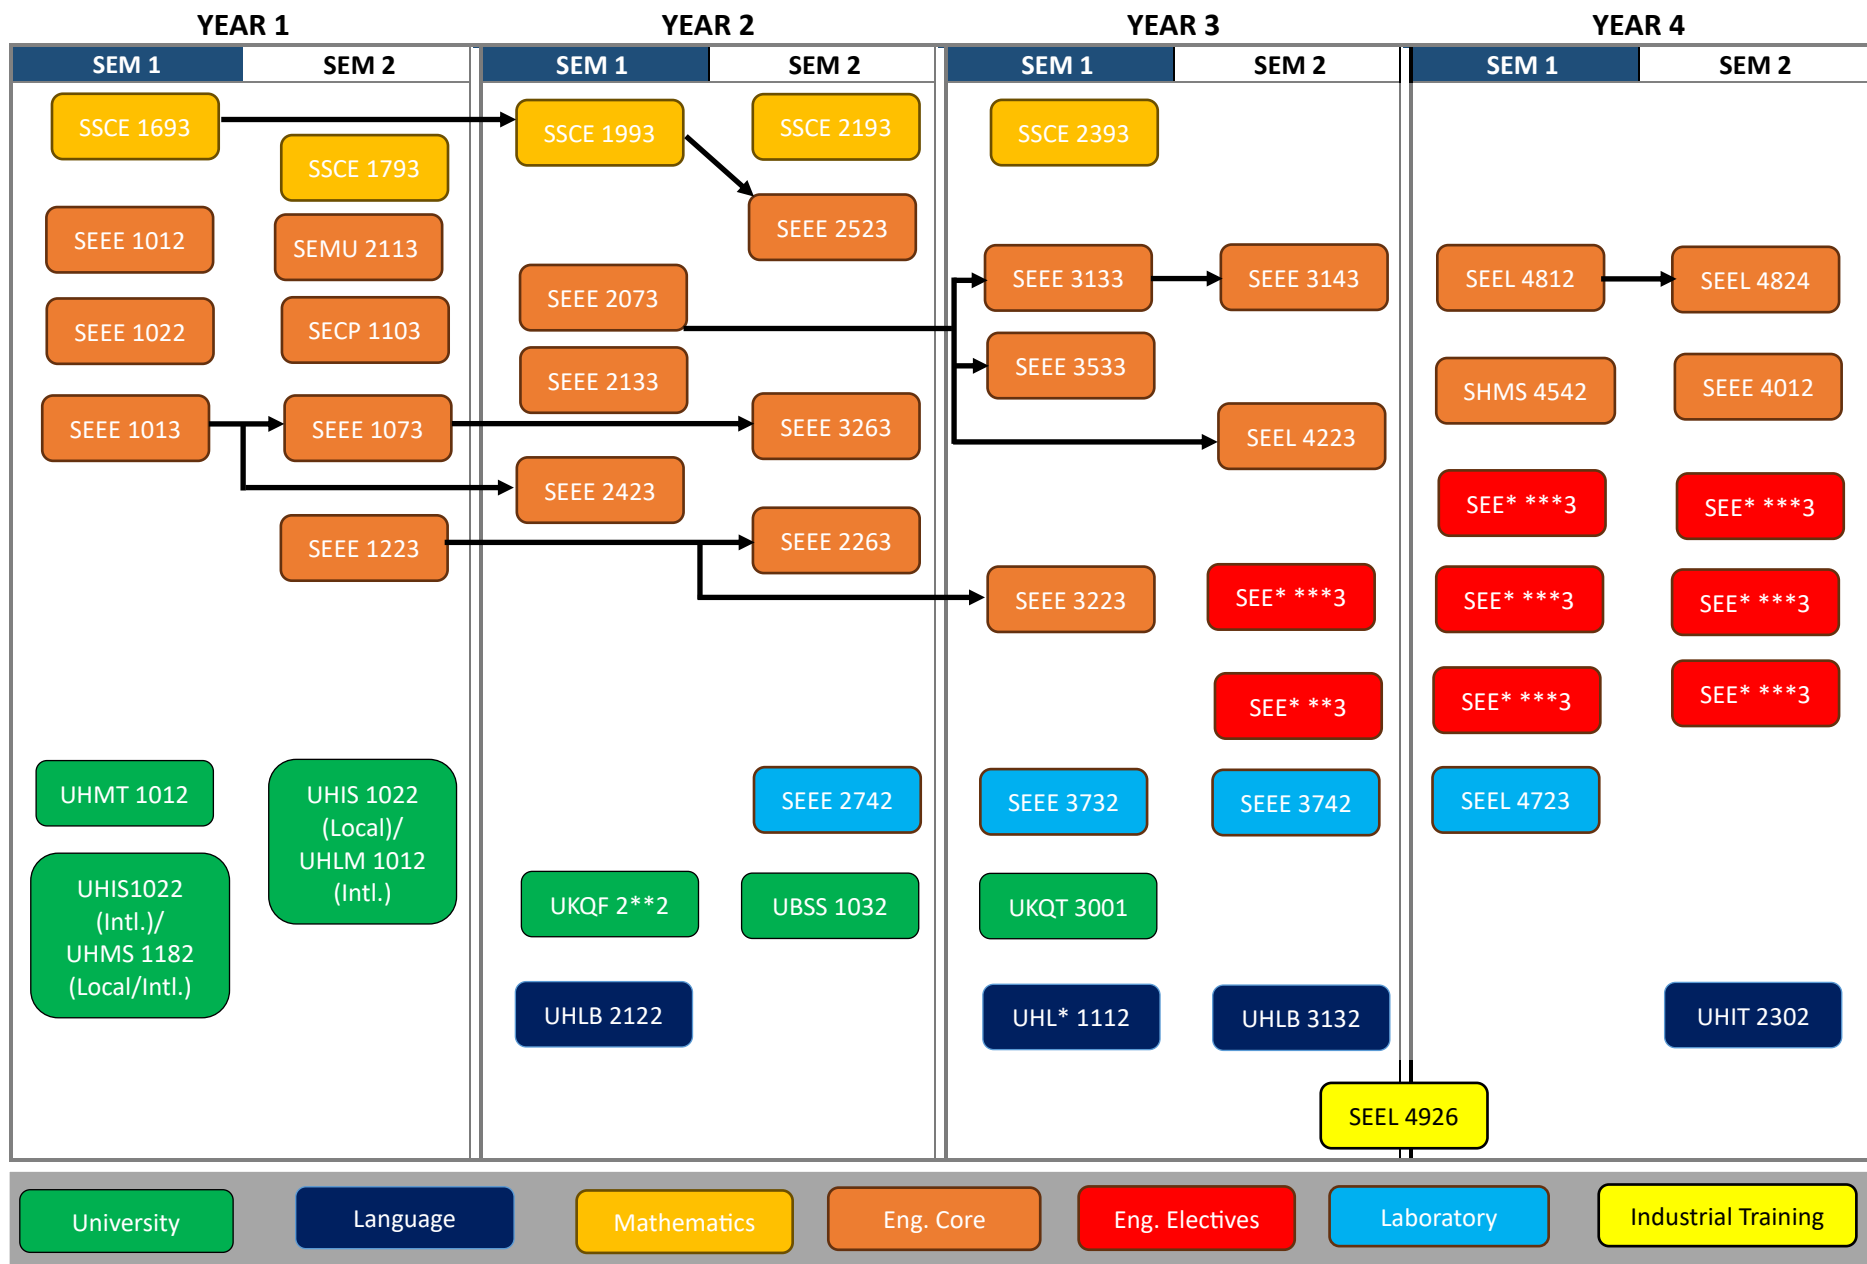 YEAR 1
YEAR 2
YEAR 3
YEAR 4
SEM 1
SEM 2
SEM 1
SEM 2
SEM 1
SEM 2
SEM 1
SEM 2
SSCE 1693
SEEE 1012
SEEE 1022
SEEE 1013
UHMT 1012
UHIS1022
(Intl.)/
UHMS 1182
(Local/Intl.)
SSCE 1793
SEMU 2113
SECP 1103
SEEE 1073
SEEE 1223
UHIS 1022
(Local)/
UHLM 1012
(Intl.)
SSCE 1993
SEEE 2073
SEEE 2133
SEEE 2423
UKQF 2**2
UHLB 2122
SSCE 2193
SEEE 2523
SEEE 3263
SEEE 2263
SEEE 2742
UBSS 1032
SSCE 2393
SEEE 3133
SEEE 3533
SEEE 3223
SEEE 3732
UKQT 3001
UHL* 1112
SEEE 3143
SEEL 4223
SEE* ***3
SEE* **3
SEEE 3742
UHLB 3132
SEEL 4926
SEEL 4812
SHMS 4542
SEE* ***3
SEE* ***3
SEE* ***3
SEEL 4723
SEEL 4824
SEEE 4012
SEE* ***3
SEE* ***3
SEE* ***3
UHIT 2302
University
Language
Mathematics
Eng. Core
Eng. Electives
Laboratory
Industrial Training